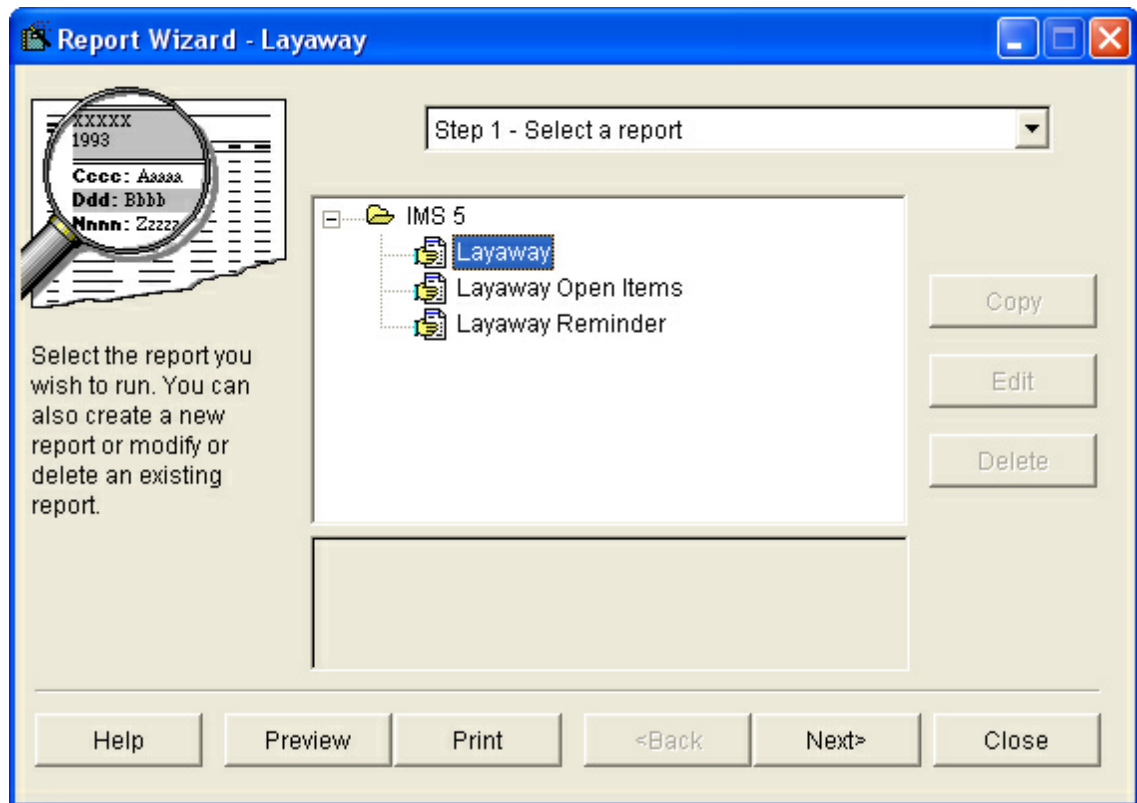 Report Wizard - Layaway
XXXXX
1993
Cccc: Aaaaa
Ddd: Bbbb
Nnnn: Zzzzz
Step 1 - Select a report
IMS 5
Layaway
Layaway Open Items
Layaway Reminder
Select the report you
wish to run. You can
also create a new
report or modify or
delete an existing
report.
Copy
Edit
Delete
Help
Preview
Print
<Back
Next>
Close